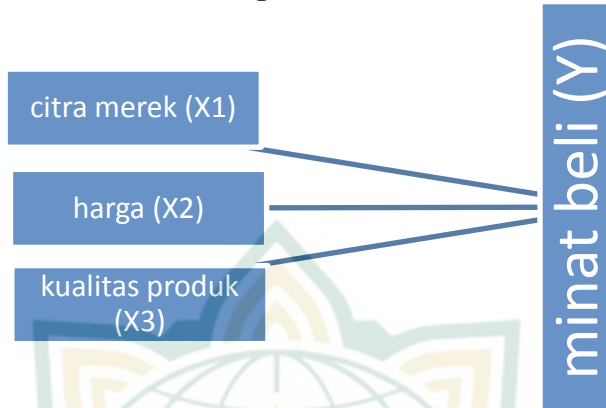 citra merek (X1)
harga (X2)
kualitas produk
(X3)
minat beli (Y)